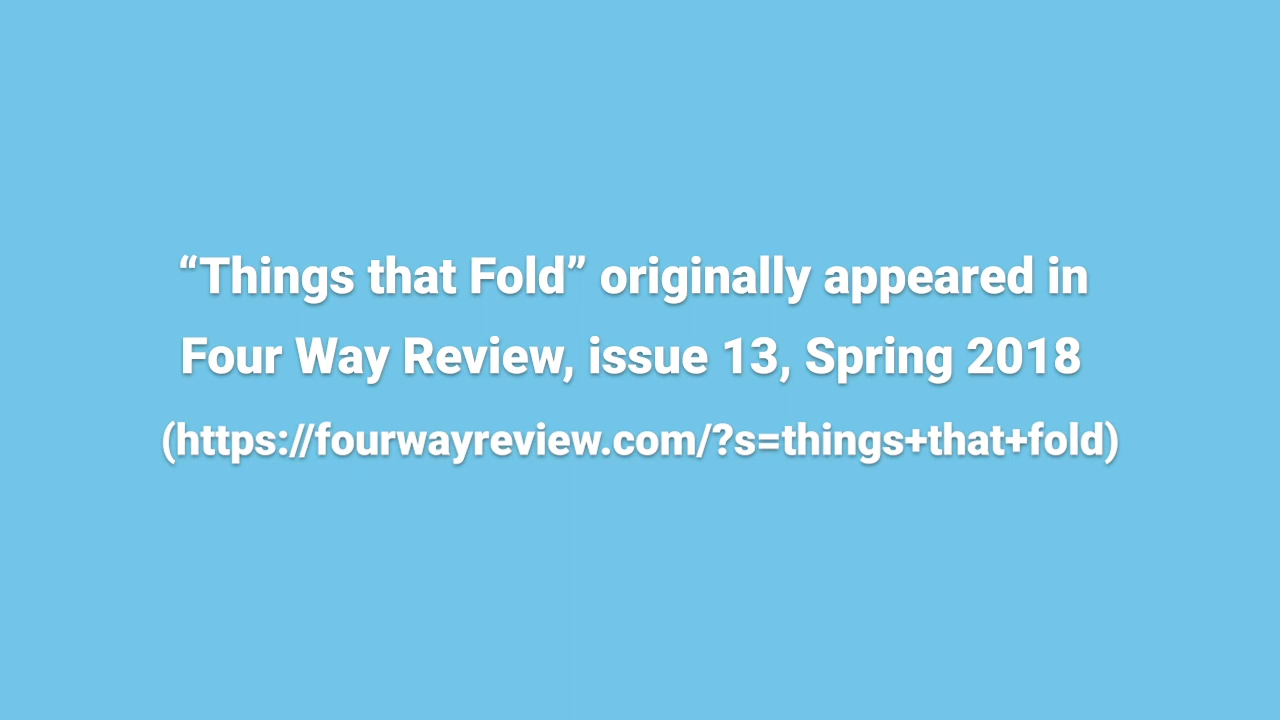 “Things that Fold” originally appeared in
Four Way Review, issue 13, Spring 2018
(https://fourwayreview.com/?s=things+that+fold)